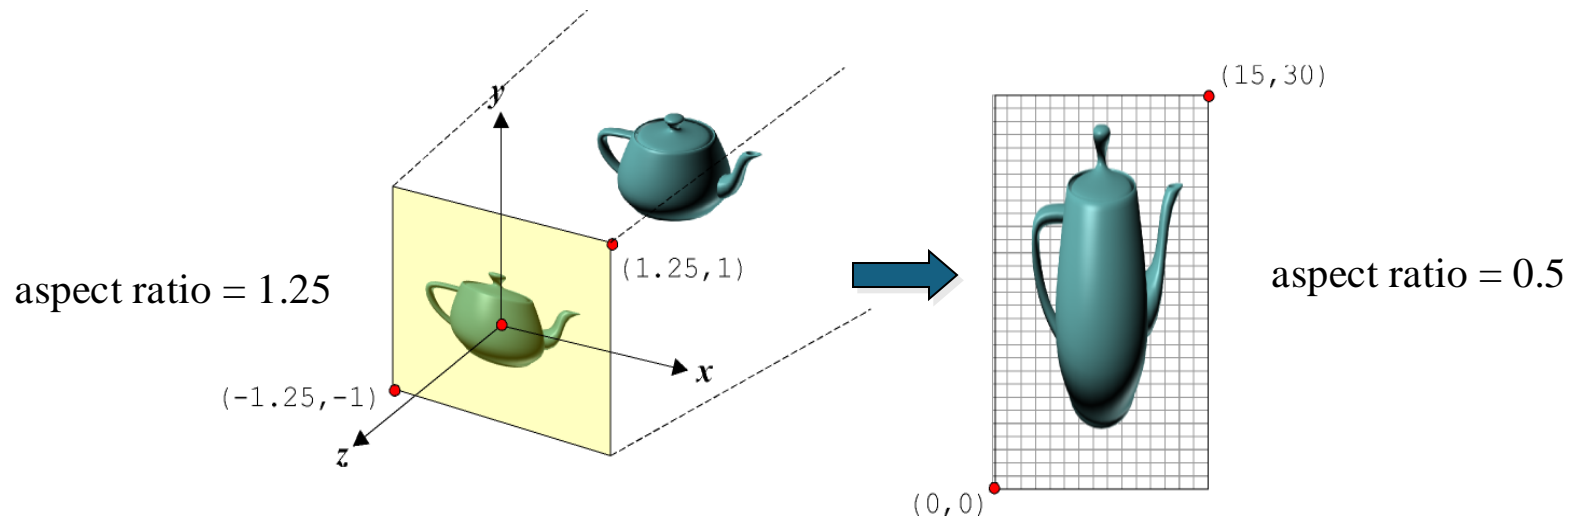 y
(15,30)
(1.25,1)
aspect ratio = 1.25
aspect ratio = 0.5
x
(-1.25,-1)
z
(0,0)